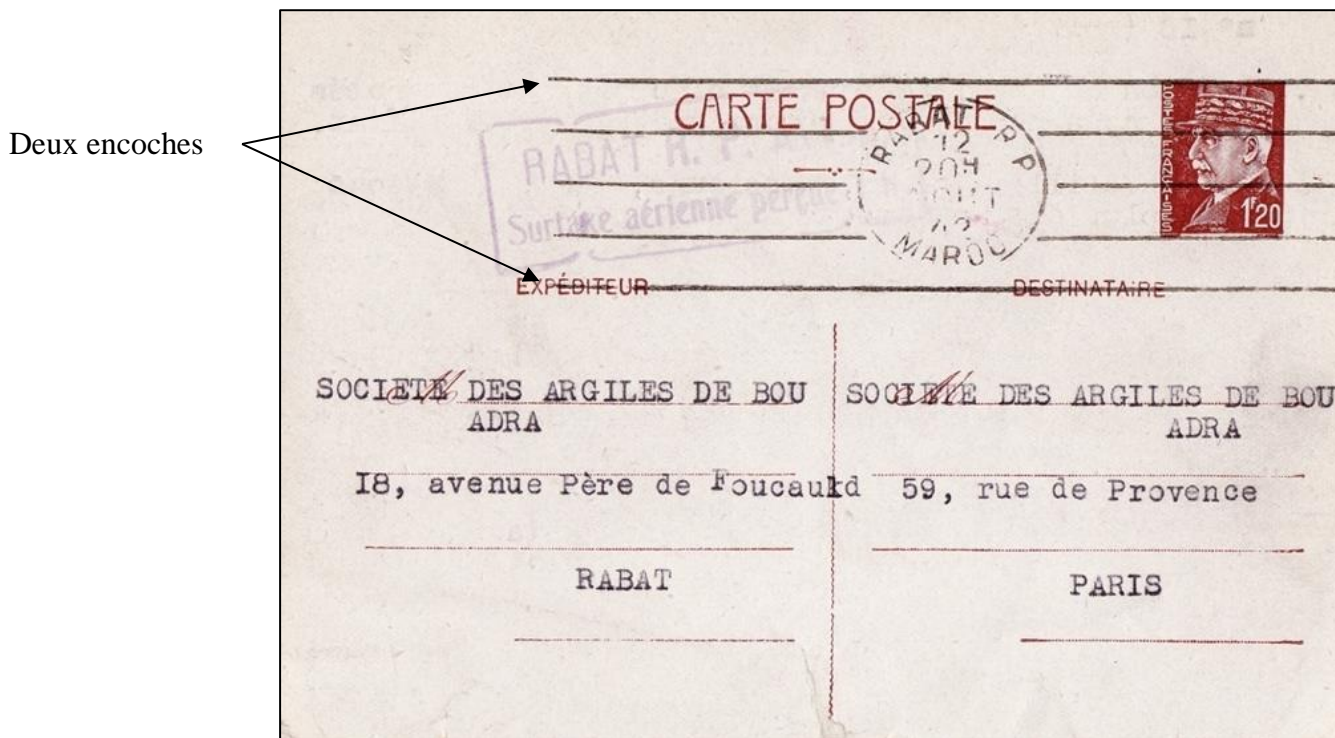 Deux encoches
CARTE POSTALE
POSTES FRANÇAISES
1F20
RABAT R.P.
12
20H
AOUT
MAROC
RABAT R. P.
Surtaxe aérienne perçue
EXPÉDITEUR
DESTINATAIRE
SOCIETE DES ARGILES DE BOU
ADRA
I8, avenue Père de Foucaukd
RABAT
SOCIETE DES ARGILES DE BOU
ADRA
59, rue de Provence
PARIS